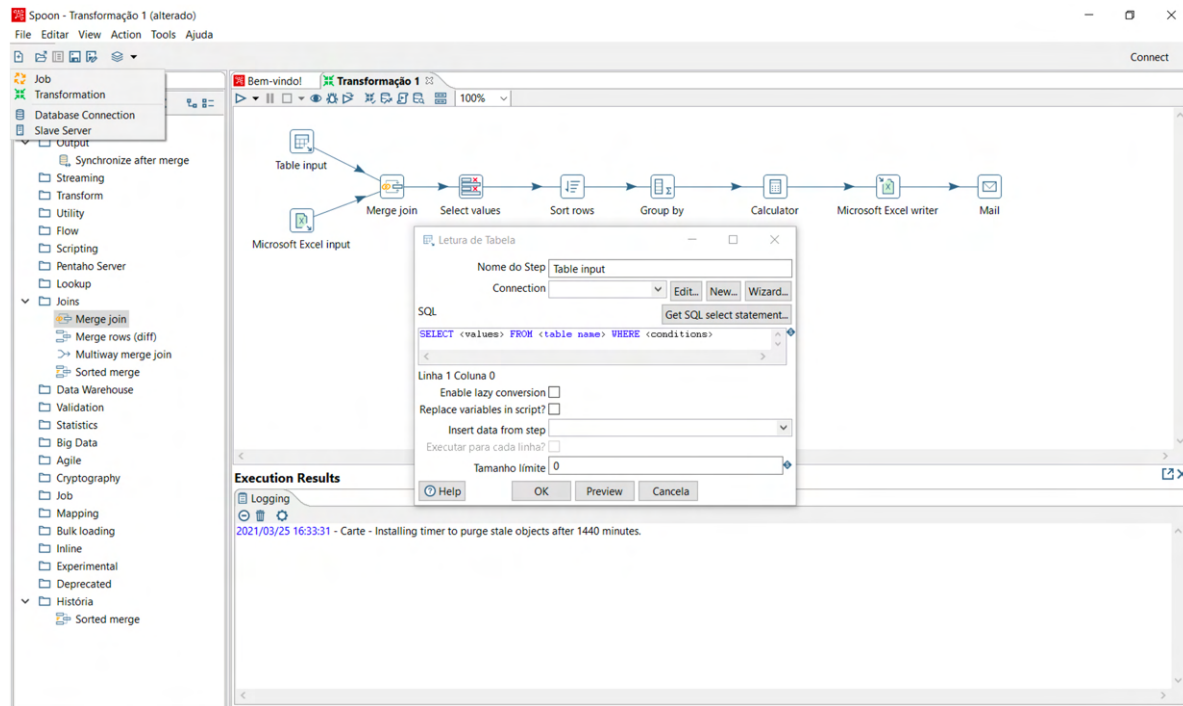 Spoon - Transformação 1 (alterado)
File Editar View Action Tools Ajuda
Connect
Job
Transformation
Database Connection
Slave Server
Output
Synchronize after merge
Streaming
Transform
Utility
Flow
Scripting
Pentaho Server
Lookup
Joins
Merge join
Merge rows (diff)
Multiway merge join
Sorted merge
Data Warehouse
Validation
Statistics
Big Data
Agile
Cryptography
Job
Mapping
Bulk loading
Inline
Experimental
Deprecated
História
Sorted merge
Bem-vindo! Transformação 1
100%
Table input
Microsoft Excel input
Merge join
Select values
Sort rows
Group by
Calculator
Microsoft Excel writer
Mail
Letura de Tabela
Nome do Step Table input
Connection Edit... New... Wizard...
SQL Get SQL select statement...
SELECT <values> FROM <table name> WHERE <conditions>
Linha 1 Coluna 0
Enable lazy conversion
Replace variables in script?
Insert data from step
Executar para cada linha?
Tamanho límite 0
Help OK Preview Cancela
Execution Results
Logging
2021/03/25 16:33:31 - Carte - Installing timer to purge stale objects after 1440 minutes.